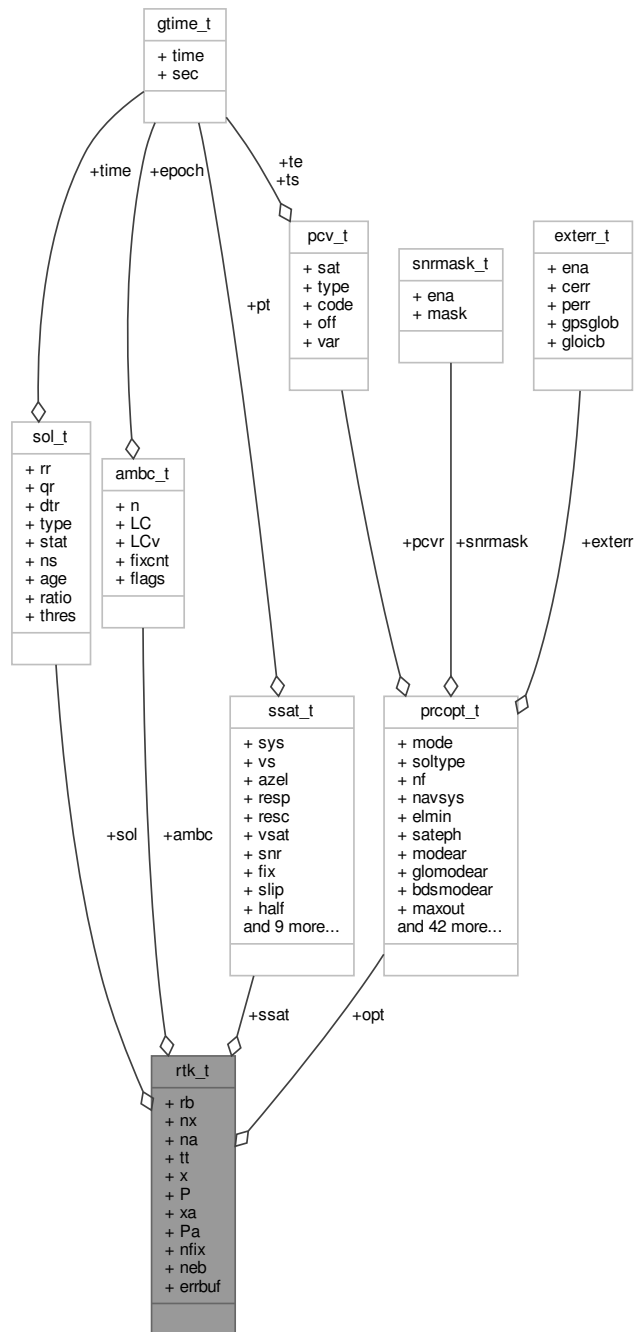 gtime_t
+ time
+ sec
+time
+epoch
+te
+ts
+pt
pcv_t
+ sat
+ type
+ code
+ off
+ var
snrmask_t
+ ena
+ mask
exterr_t
+ ena
+ cerr
+ perr
+ gpsglob
+ gloicb
sol_t
+ rr
+ qr
+ dtr
+ type
+ stat
+ ns
+ age
+ ratio
+ thres
ambc_t
+ n
+ LC
+ LCv
+ fixcnt
+ flags
+pcvr
+snrmask
+exterr
ssat_t
+ sys
+ vs
+ azel
+ resp
+ resc
+ vsat
+ snr
+ fix
+ slip
+ half
and 9 more...
prcopt_t
+ mode
+ soltype
+ nf
+ navsys
+ elmin
+ sateph
+ modear
+ glomodear
+ bdsmodear
+ maxout
and 42 more...
+sol
+ambc
+ssat
+opt
rtk_t
+ rb
+ nx
+ na
+ tt
+ x
+ P
+ xa
+ Pa
+ nfix
+ neb
+ errbuf